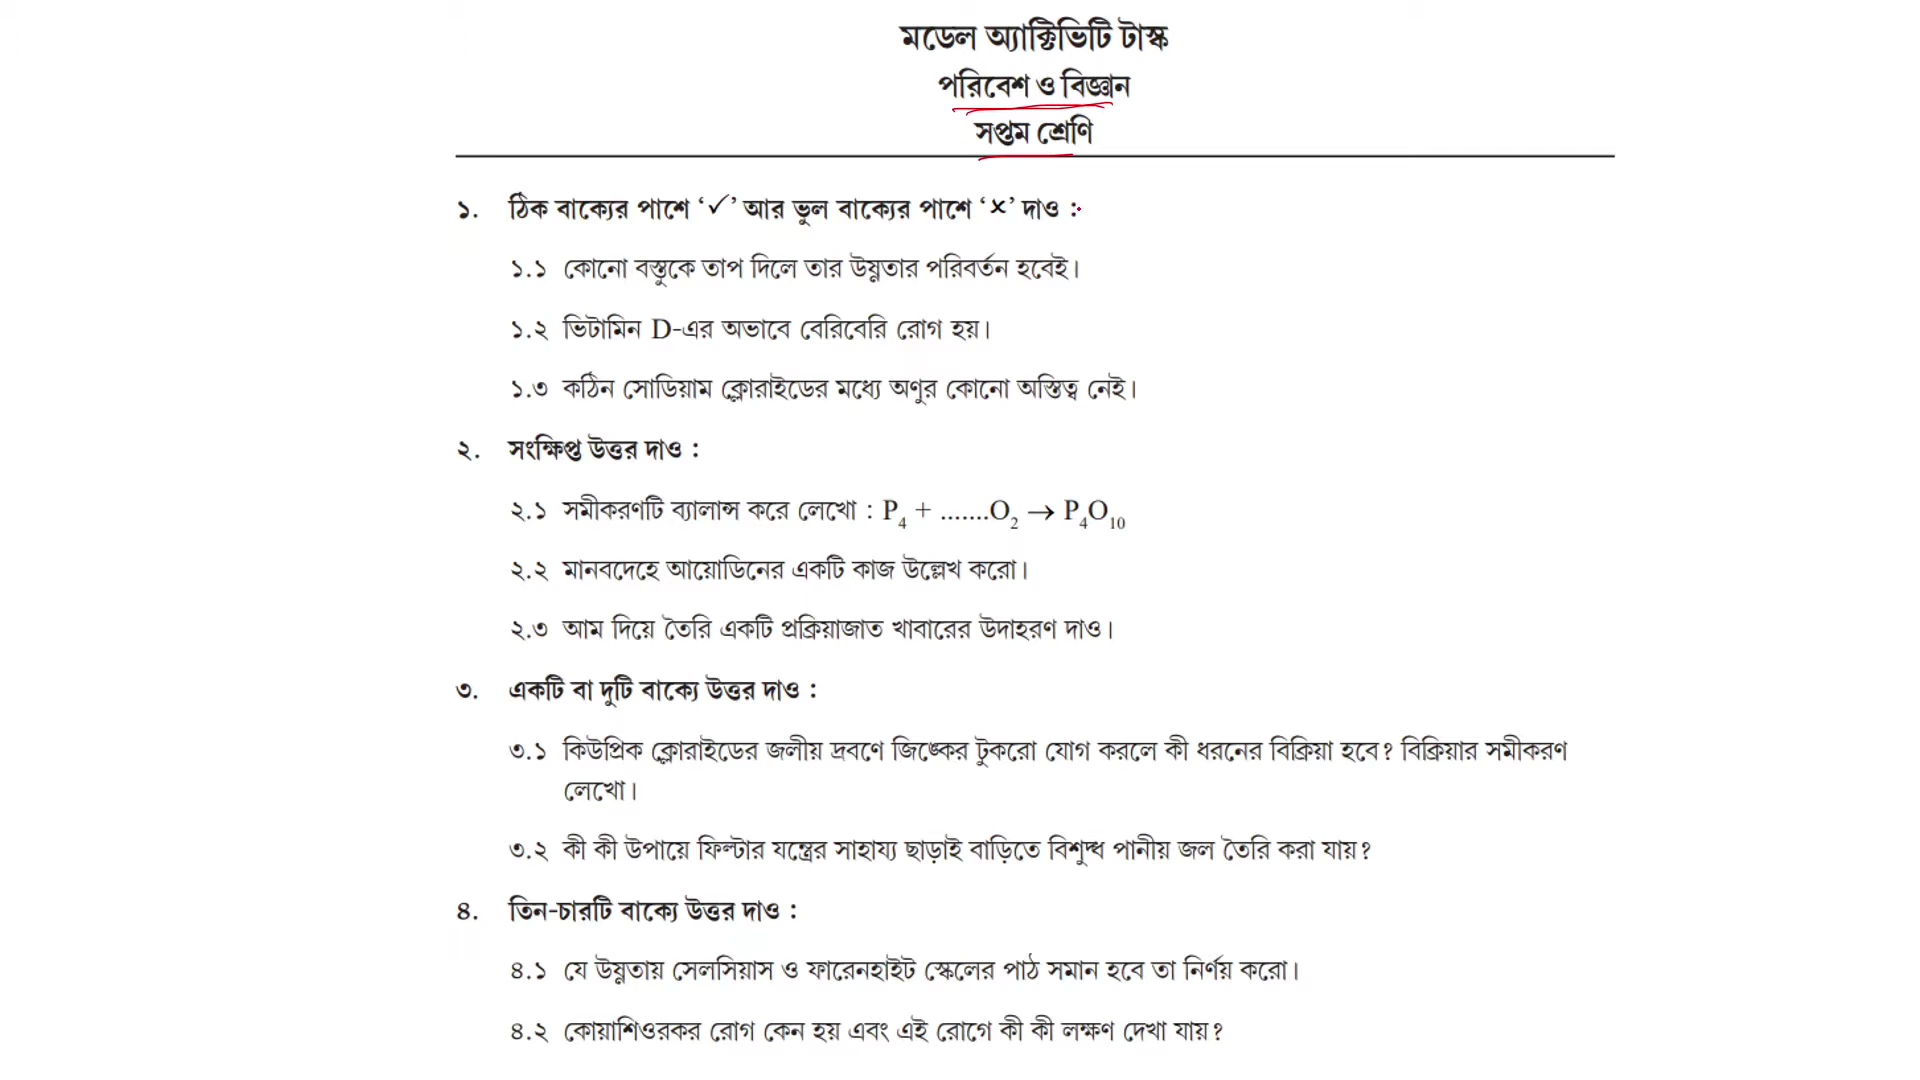 মডেল অ্যাক্টিভিটি টাস্ক
পরিবেশ ও বিজ্ঞান
সপ্তম শ্রেণি
১. ঠিক বাক্যের পাশে ‘✓’ আর ভুল বাক্যের পাশে ‘×’ দাও :
১.১ কোনো বস্তুকে তাপ দিলে তার উষ্ণতার পরিবর্তন হবেই।
১.২ ভিটামিন D-এর অভাবে বেরিবেরি রোগ হয়।
১.৩ কঠিন সোডিয়াম ক্লোরাইডের মধ্যে অণুর কোনো অস্তিত্ব নেই।
২. সংক্ষিপ্ত উত্তর দাও :
২.১ সমীকরণটি ব্যালান্স করে লেখো : P₄ + .......O₂ → P₄O₁₀
২.২ মানবদেহে আয়োডিনের একটি কাজ উল্লেখ করো।
২.৩ আম দিয়ে তৈরি একটি প্রক্রিয়াজাত খাবারের উদাহরণ দাও।
৩. একটি বা দুটি বাক্যে উত্তর দাও :
৩.১ কিউপ্রিক ক্লোরাইডের জলীয় দ্রবণে জিঙ্কের টুকরো যোগ করলে কী ধরনের বিক্রিয়া হবে? বিক্রিয়ার সমীকরণ
লেখো।
৩.২ কী কী উপায়ে ফিল্টার যন্ত্রের সাহায্য ছাড়াই বাড়িতে বিশুদ্ধ পানীয় জল তৈরি করা যায়?
৪. তিন-চারটি বাক্যে উত্তর দাও :
৪.১ যে উষ্ণতায় সেলসিয়াস ও ফারেনহাইট স্কেলের পাঠ সমান হবে তা নির্ণয় করো।
৪.২ কোয়াশিওরকর রোগ কেন হয় এবং এই রোগে কী কী লক্ষণ দেখা যায়?